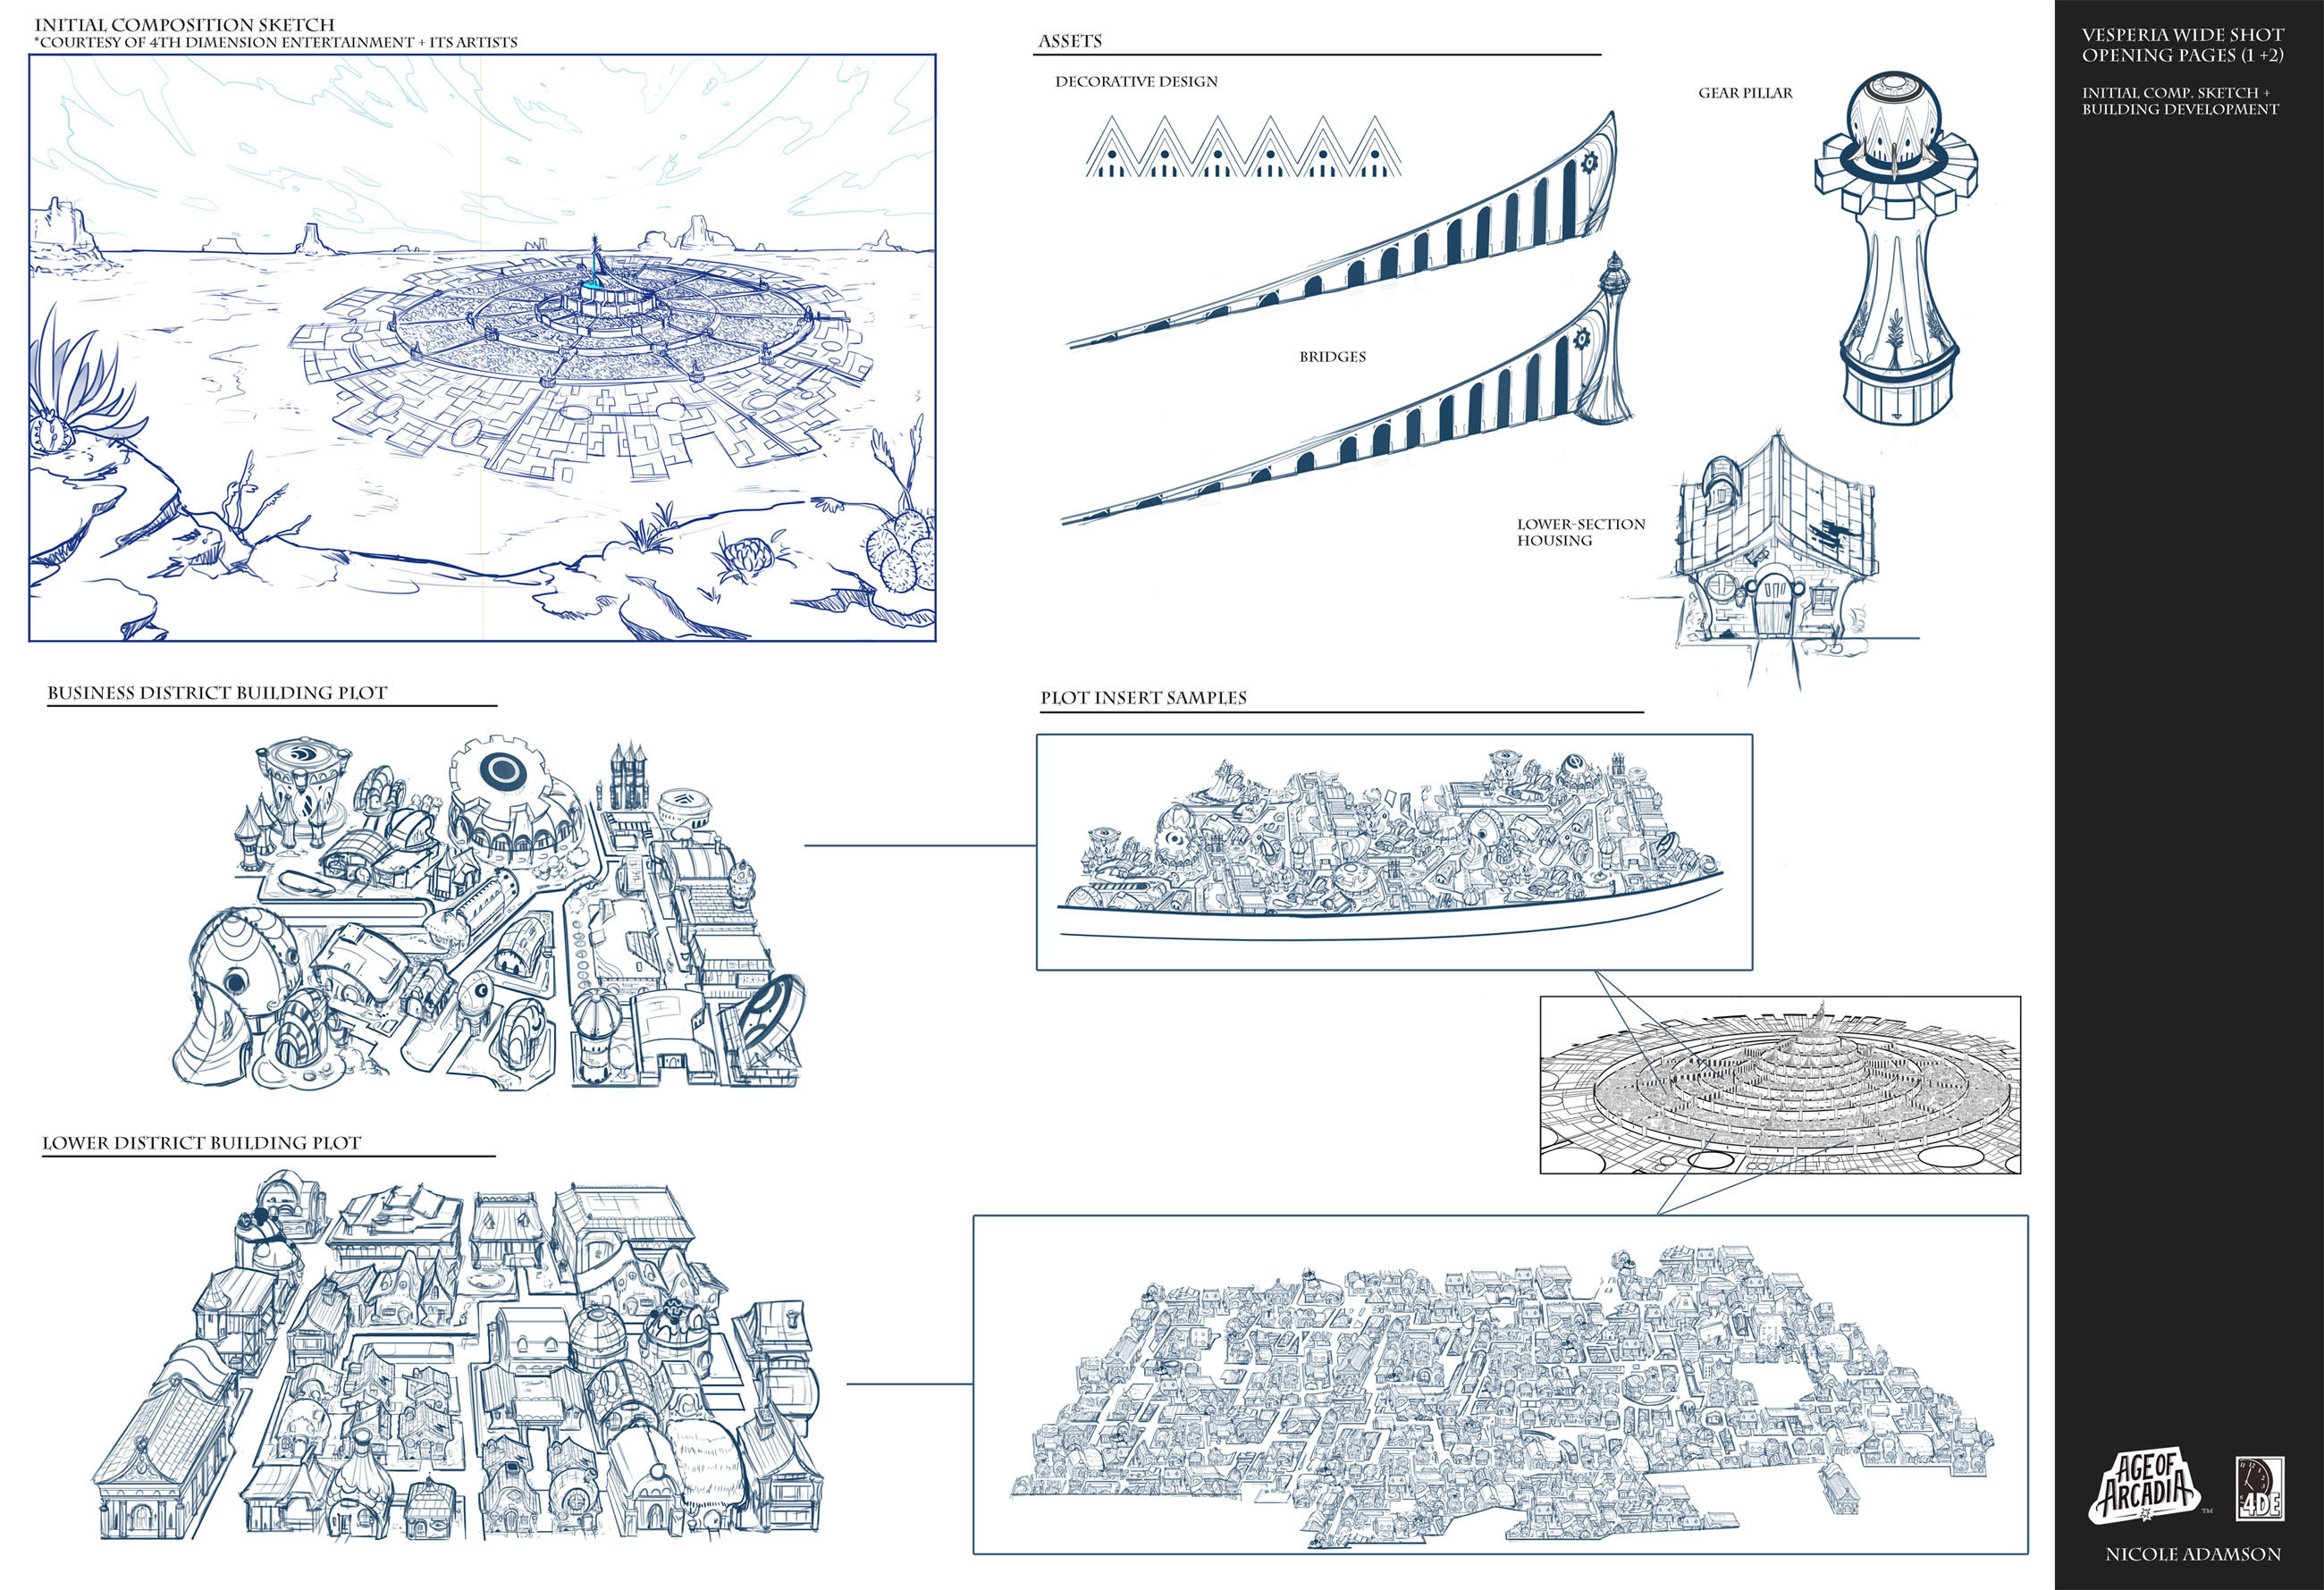 INITIAL COMPOSITION SKETCH
*COURTESY OF 4TH DIMENSION ENTERTAINMENT + ITS ARTISTS
ASSETS
DECORATIVE DESIGN
GEAR PILLAR
BRIDGES
LOWER-SECTION
HOUSING
BUSINESS DISTRICT BUILDING PLOT
PLOT INSERT SAMPLES
LOWER DISTRICT BUILDING PLOT
VESPERIA WIDE SHOT
OPENING PAGES (1 +2)
INITIAL COMP. SKETCH +
BUILDING DEVELOPMENT
AGE OF
ARCADIA
TM
4DE
NICOLE ADAMSON